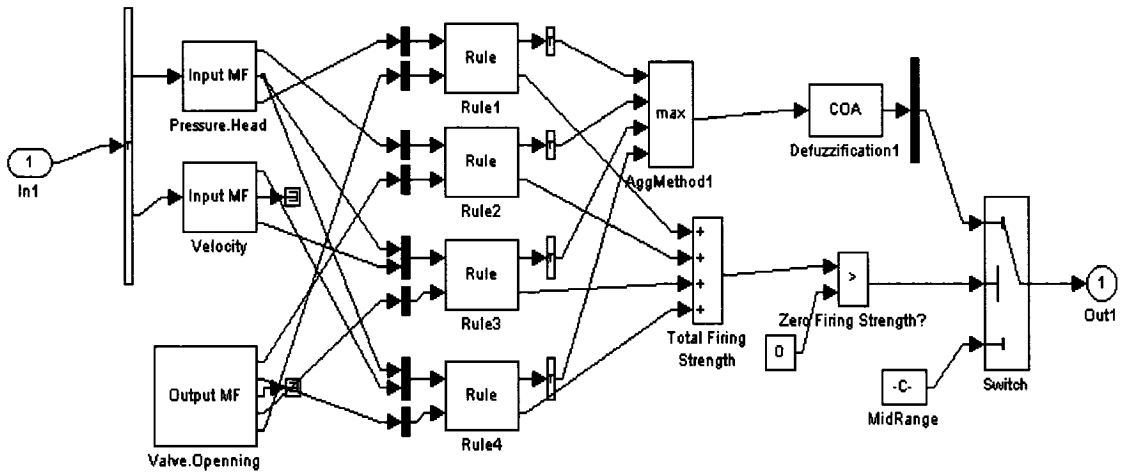 1
In1
Input MF
Pressure.Head
Input MF
Velocity
Output MF
Valve.Openning
Rule
Rule1
Rule
Rule2
Rule
Rule3
Rule
Rule4
max
AggMethod1
+
+
+
+
Total Firing
Strength
COA
Defuzzification1
>
Zero Firing Strength?
0
-C-
MidRange
Switch
1
Out1